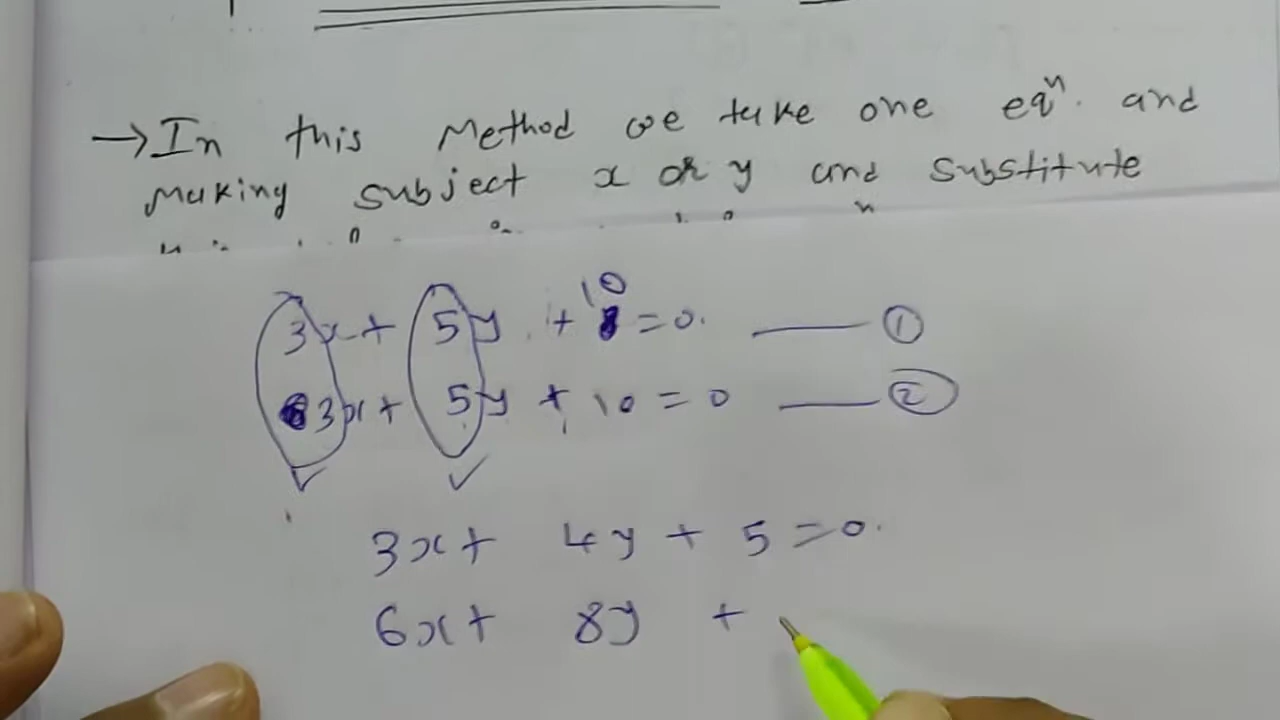 → In this Method we take one eqⁿ. and
Making subject x or y and substitute
3x + 5y + 10 = 0. —— ①
3x + 5y + 10 = 0 —— ②
3x + 4y + 5 = 0.
6x + 8y +